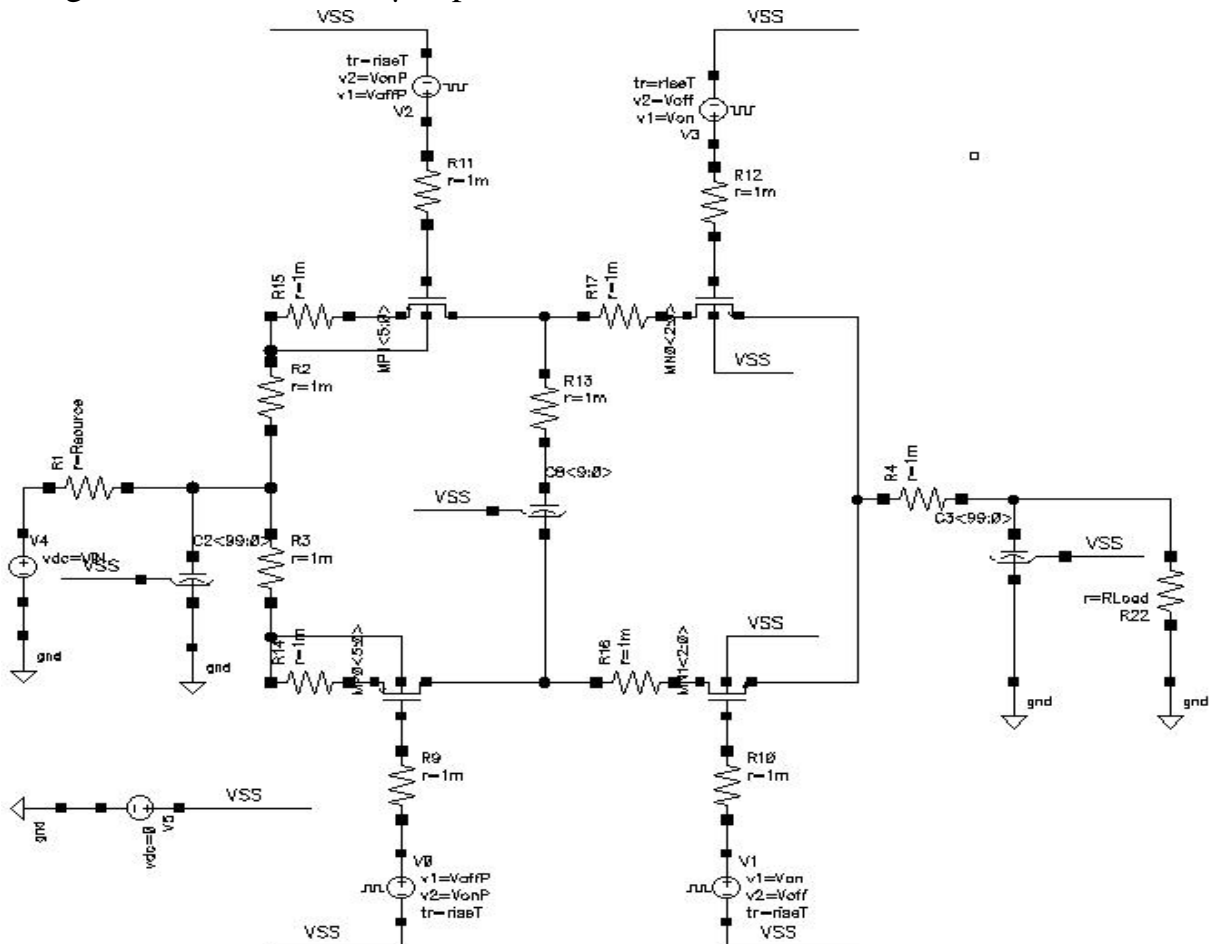 VSS
VSS
tr=riseT
v2=VonP
v1=VoffP
V2
tr=riseT
v2=Voff
v1=Von
V3
R11
r=1m
R12
r=1m
R15
r=1m
MP1<5:0>
R17
r=1m
MN0<2:0>
VSS
R2
r=1m
R13
r=1m
R1
r=Rsource
C2<99:0>
VSS
V4
vdc=VIN
VSS
gnd
gnd
R3
r=1m
R4
r=1m
C3<99:0>
VSS
r=RLoad
R22
gnd
gnd
R14
r=1m
MP0<5:0>
R16
r=1m
MN1<2:0>
VSS
R9
r=1m
R10
r=1m
gnd
vdc=0
V5
VSS
V0
v1=VoffP
v2=VonP
tr=riseT
VSS
V1
v1=Von
v2=Voff
tr=riseT
VSS